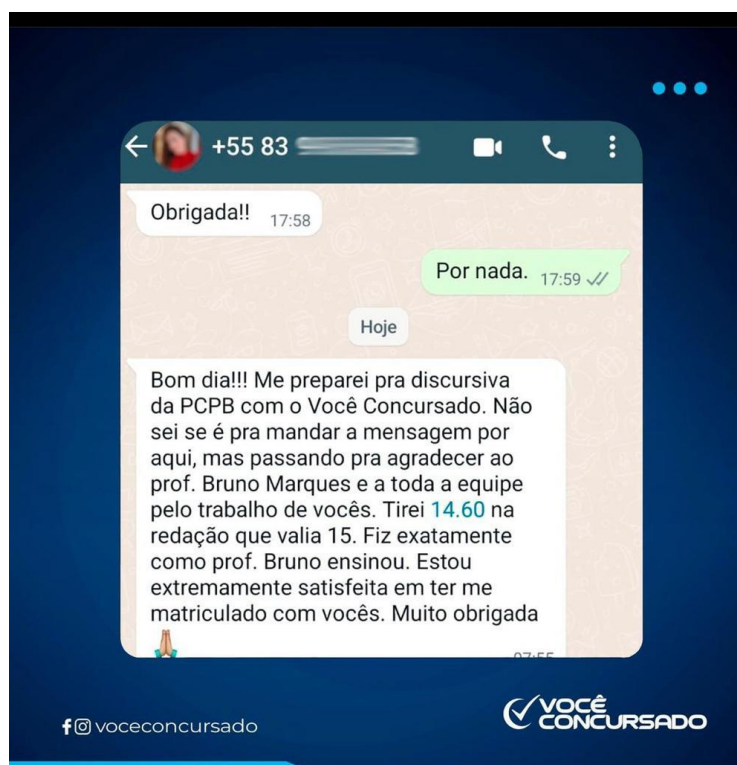 +55 83
Obrigada!! 17:58
Por nada. 17:59
Hoje
Bom dia!!! Me preparei pra discursiva
da PCPB com o Você Concursado. Não
sei se é pra mandar a mensagem por
aqui, mas passando pra agradecer ao
prof. Bruno Marques e a toda a equipe
pelo trabalho de vocês. Tirei 14.60 na
redação que valia 15. Fiz exatamente
como prof. Bruno ensinou. Estou
extremamente satisfeita em ter me
matriculado com vocês. Muito obrigada
🙏🏽
voceconcursado
VOCÊ
CONCURSADO